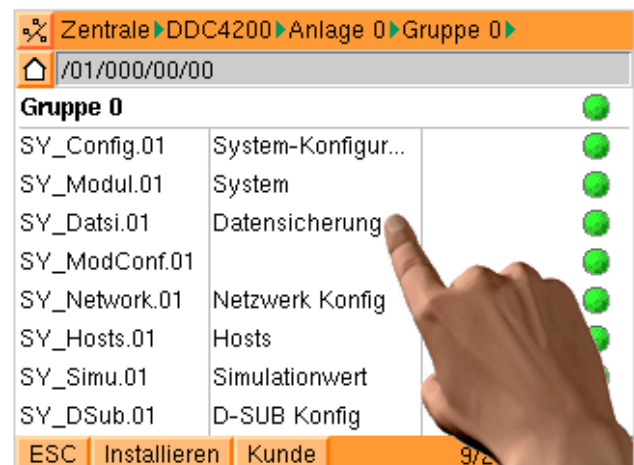 Zentrale DDC4200 Anlage 0 Gruppe 0
/01/000/00/00
Gruppe 0
SY_Config.01 System-Konfigur...
SY_Modul.01 System
SY_Datsi.01 Datensicherung
SY_ModConf.01
SY_Network.01 Netzwerk Konfig
SY_Hosts.01 Hosts
SY_Simu.01 Simulationwert
SY_DSub.01 D-SUB Konfig
ESC Installieren Kunde